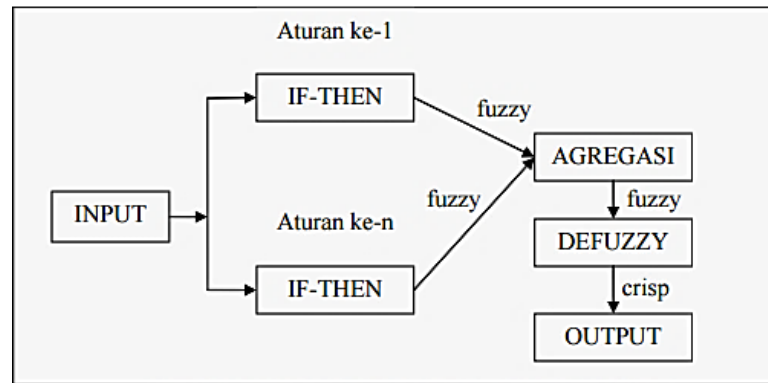 Aturan ke-1
IF-THEN
fuzzy
AGREGASI
INPUT
fuzzy
fuzzy
Aturan ke-n
DEFUZZY
IF-THEN
crisp
OUTPUT